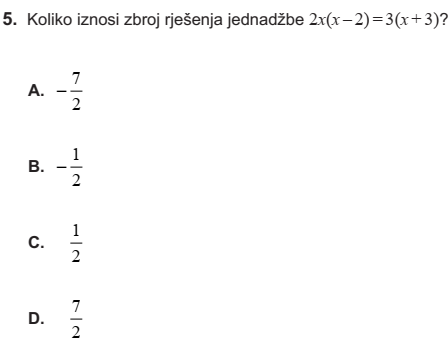 5. Koliko iznosi zbroj rješenja jednadžbe 2x(x−2)=3(x+3)?
A. −7/2
B. −1/2
C. 1/2
D. 7/2